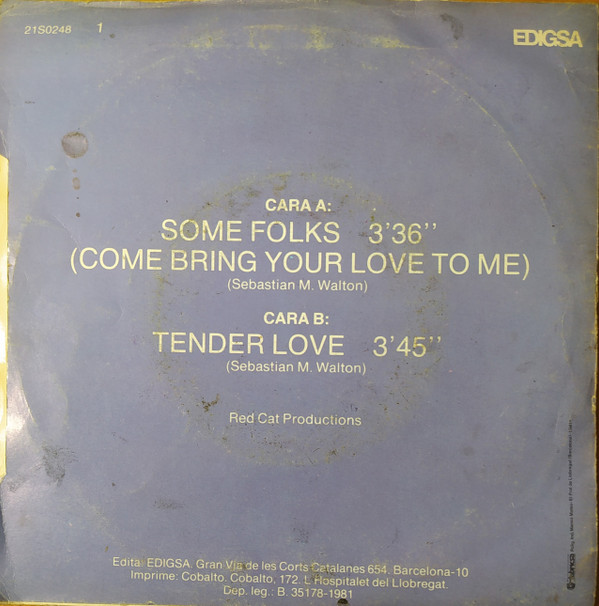 21S0248 1
EDIGSA
CARA A:
SOME FOLKS 3'36''
(COME BRING YOUR LOVE TO ME)
(Sebastian M. Walton)
CARA B:
TENDER LOVE 3'45''
(Sebastian M. Walton)
Red Cat Productions
Edita: EDIGSA. Gran Vía de les Corts Catalanes 654. Barcelona-10
Imprime: Cobalto. Cobalto, 172. L'Hospitalet del Llobregat.
Dep. leg.: B. 35178-1981